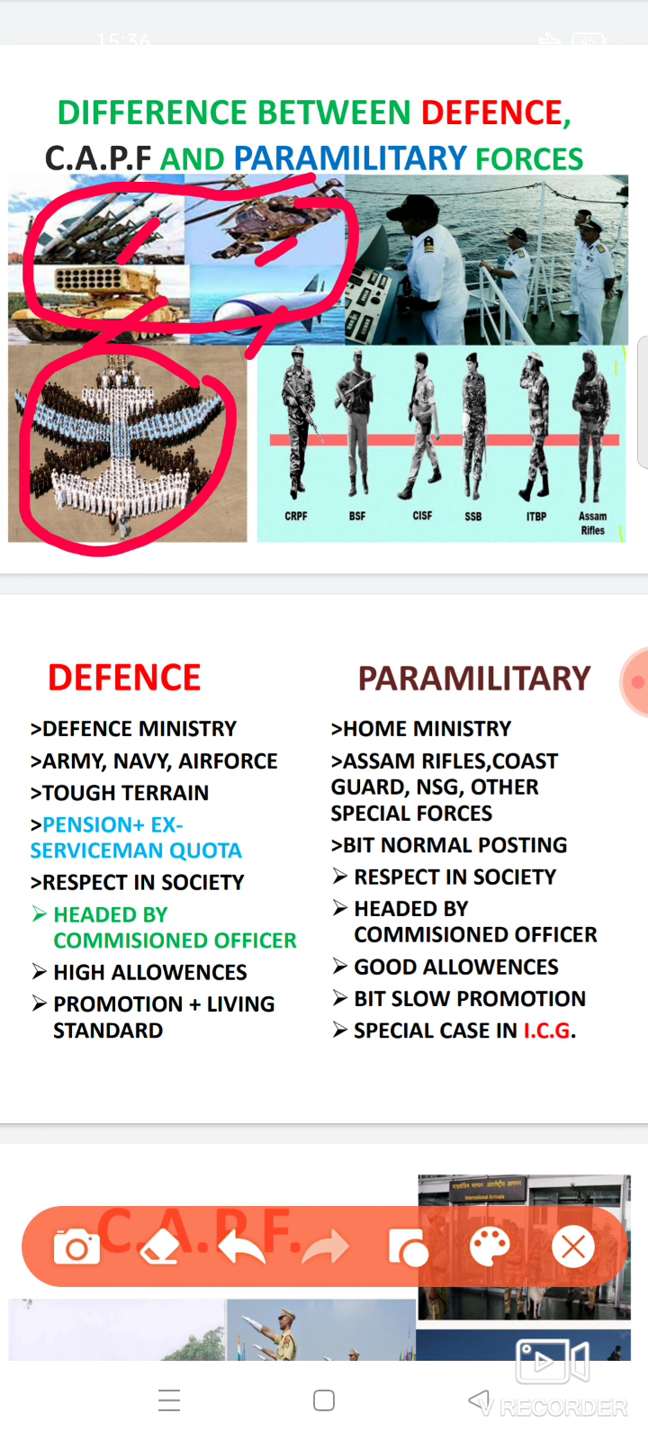 15:36
45
DIFFERENCE BETWEEN DEFENCE,
C.A.P.F AND PARAMILITARY FORCES
CRPF BSF CISF SSB ITBP Assam
Rifles
DEFENCE
>DEFENCE MINISTRY
>ARMY, NAVY, AIRFORCE
>TOUGH TERRAIN
>PENSION+ EX-
SERVICEMAN QUOTA
>RESPECT IN SOCIETY
➢ HEADED BY
COMMISIONED OFFICER
➢ HIGH ALLOWENCES
➢ PROMOTION + LIVING
STANDARD
PARAMILITARY
>HOME MINISTRY
>ASSAM RIFLES,COAST
GUARD, NSG, OTHER
SPECIAL FORCES
>BIT NORMAL POSTING
➢ RESPECT IN SOCIETY
➢ HEADED BY
COMMISIONED OFFICER
➢ GOOD ALLOWENCES
➢ BIT SLOW PROMOTION
➢ SPECIAL CASE IN I.C.G.
C.A.P.F.
International Arrivals
V RECORDER